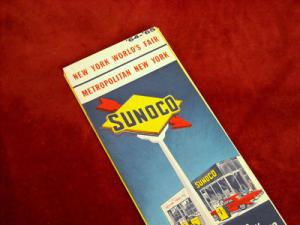 '64-'65
NEW YORK WORLD'S FAIR
METROPOLITAN NEW YORK
SUNOCO
SUNOCO